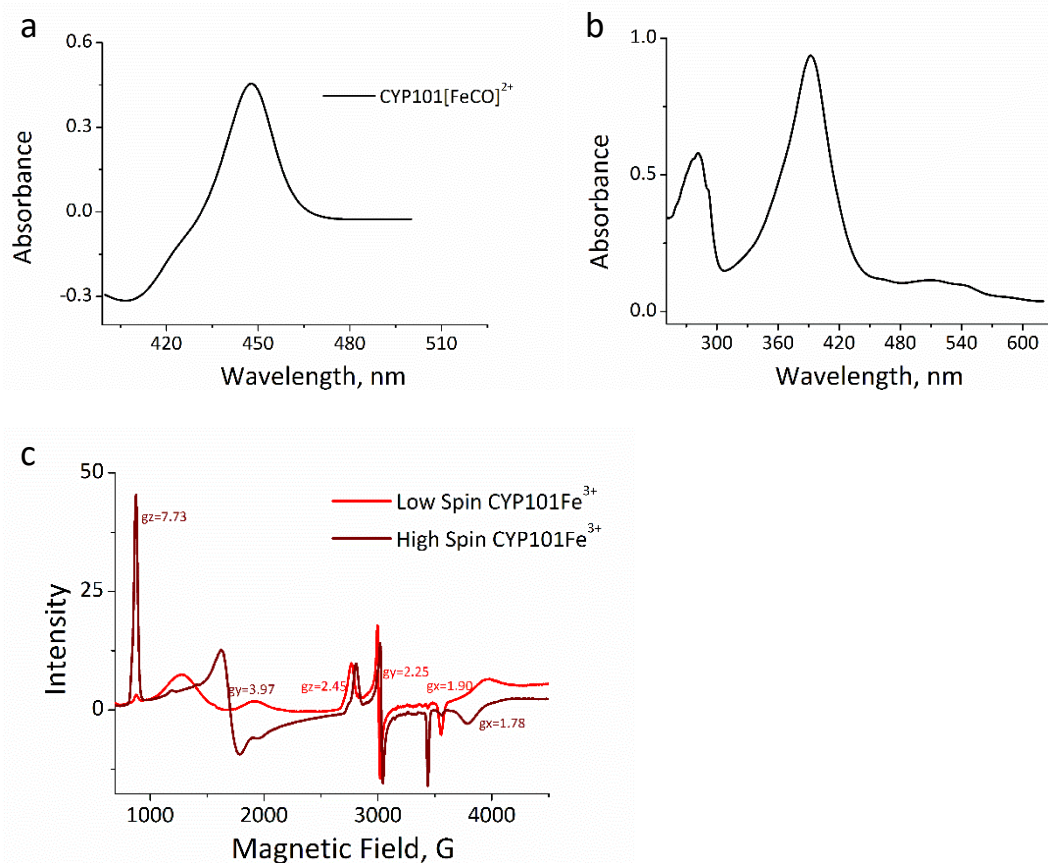 a
0.6
0.3
0.0
-0.3
Absorbance
CYP101[FeCO]²⁺
420 450 480 510
Wavelength, nm
b
1.0
0.5
0.0
Absorbance
300 360 420 480 540 600
Wavelength, nm
c
50
25
0
Intensity
Low Spin CYP101Fe³⁺
High Spin CYP101Fe³⁺
gz=7.73
gy=3.97
gz=2.45
gy=2.25
gx=1.90
gx=1.78
1000 2000 3000 4000
Magnetic Field, G